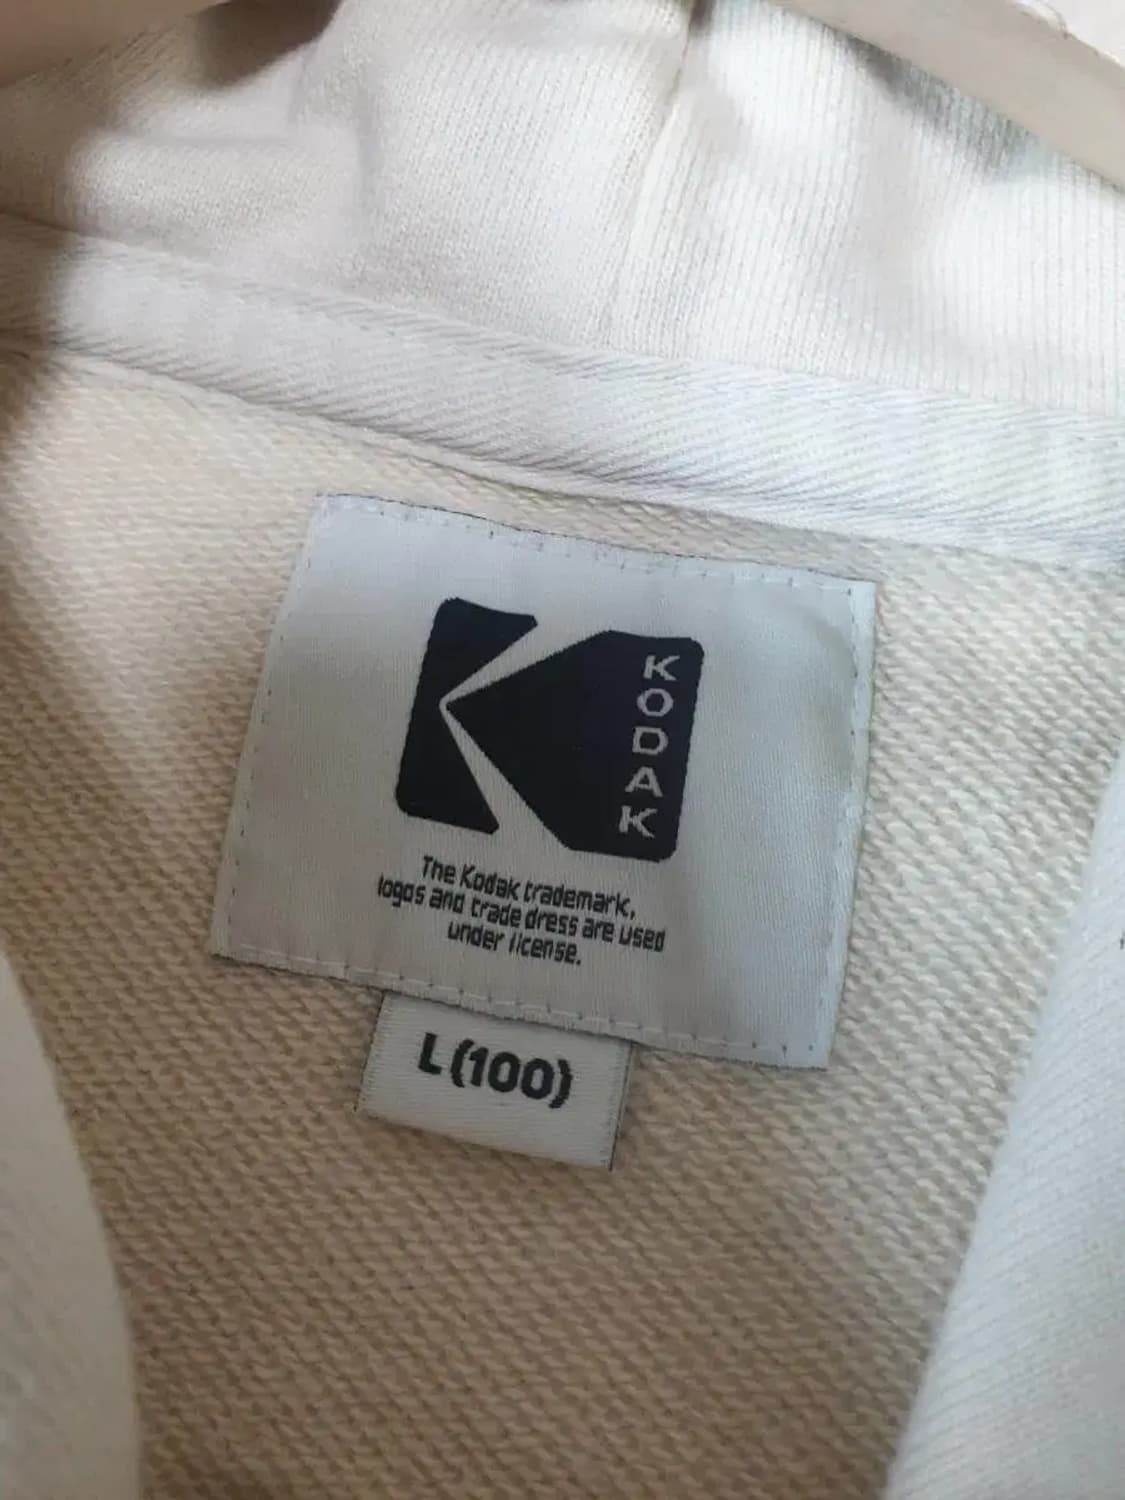 KODAK
The Kodak trademark,
logos and trade dress are used
under license.
L (100)